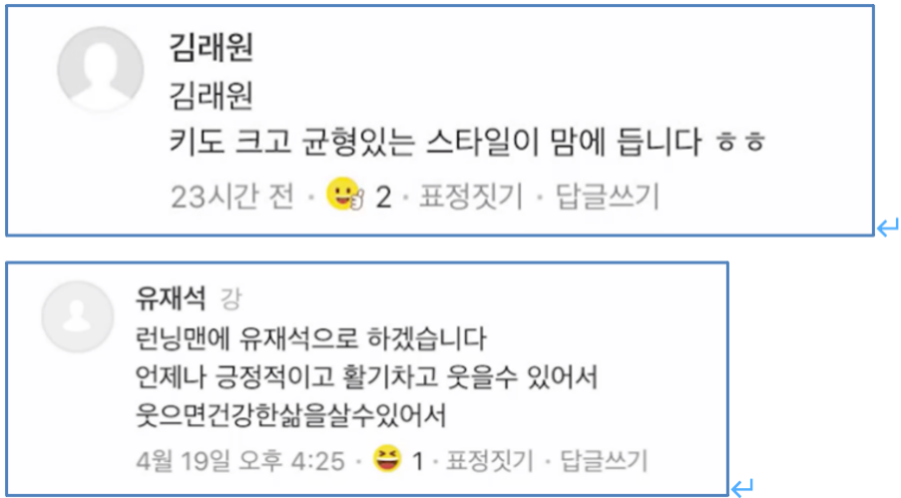 김래원
김래원
키도 크고 균형있는 스타일이 맘에 듭니다 ㅎㅎ
23시간 전 · 2 · 표정짓기 · 답글쓰기
유재석 강
런닝맨에 유재석으로 하겠습니다
언제나 긍정적이고 활기차고 웃을수 있어서
웃으면건강한삶을살수있어서
4월 19일 오후 4:25 · 1 · 표정짓기 · 답글쓰기